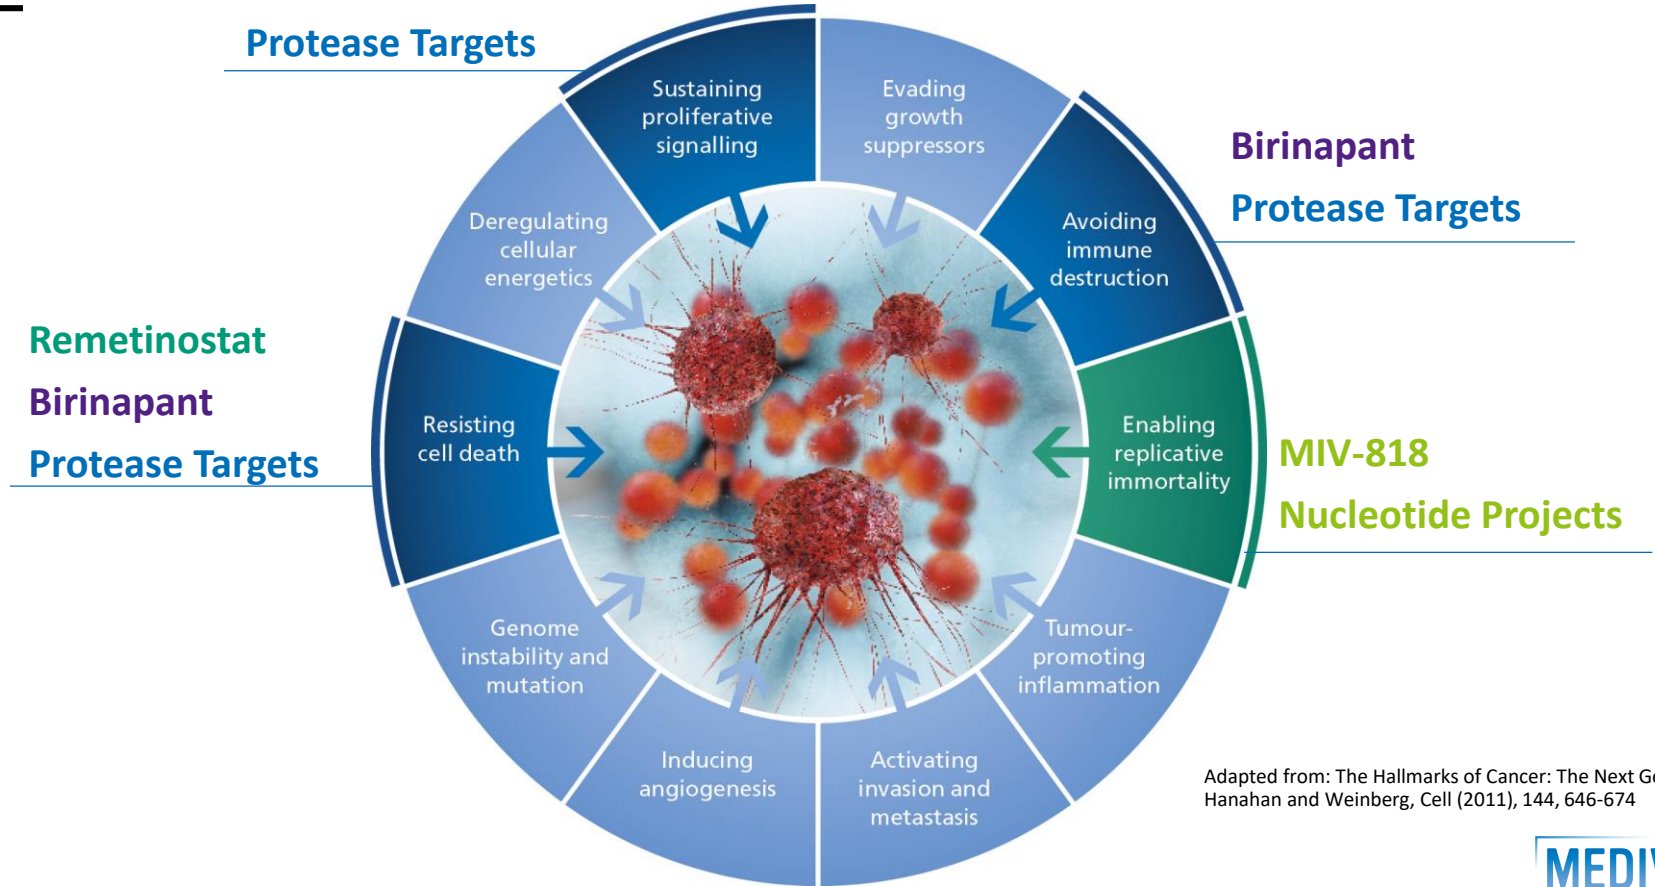 Protease Targets
Sustaining
proliferative
signalling
Evading
growth
suppressors
Birinapant
Protease Targets
Avoiding
immune
destruction
Deregulating
cellular
energetics
Remetinostat
Birinapant
Protease Targets
Resisting
cell death
Enabling
replicative
immortality
MIV-818
Nucleotide Projects
Genome
instability and
mutation
Tumour-
promoting
inflammation
Inducing
angiogenesis
Activating
invasion and
metastasis
Adapted from: The Hallmarks of Cancer: The Next
Hanahan and Weinberg, Cell (2011), 144, 646-674